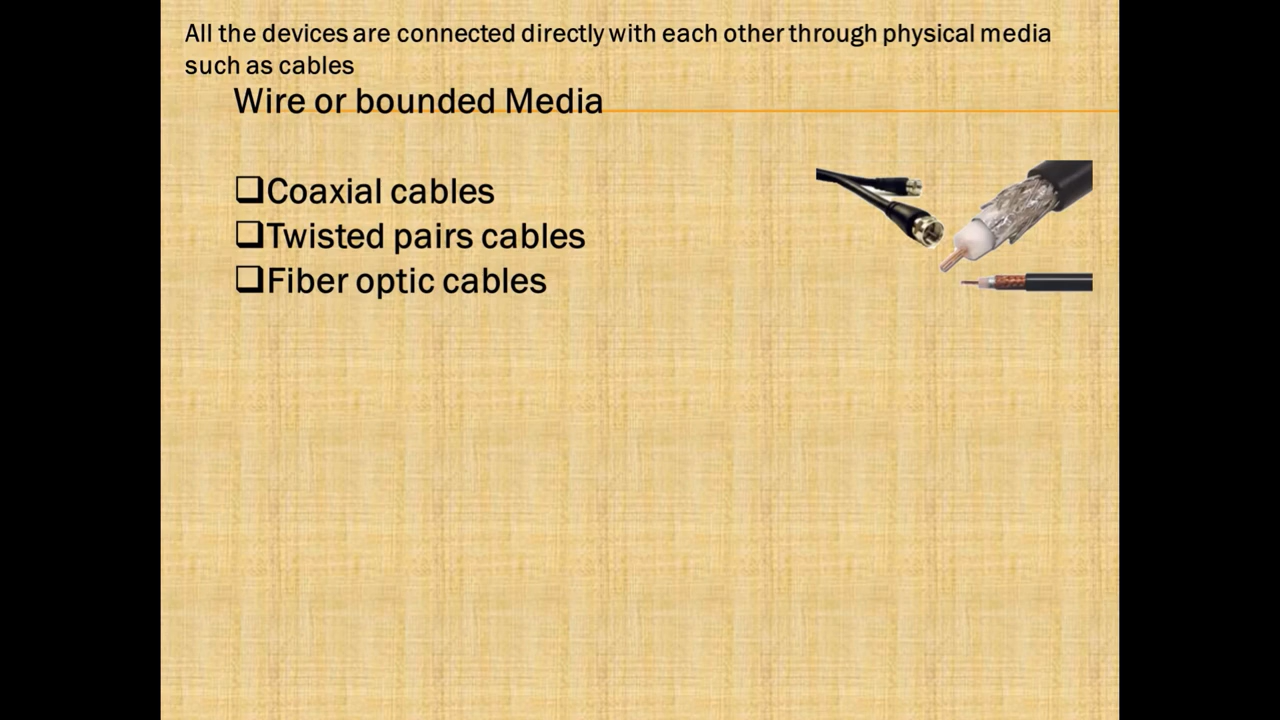 All the devices are connected directly with each other through physical media
such as cables
Wire or bounded Media
❑Coaxial cables
❑Twisted pairs cables
❑Fiber optic cables